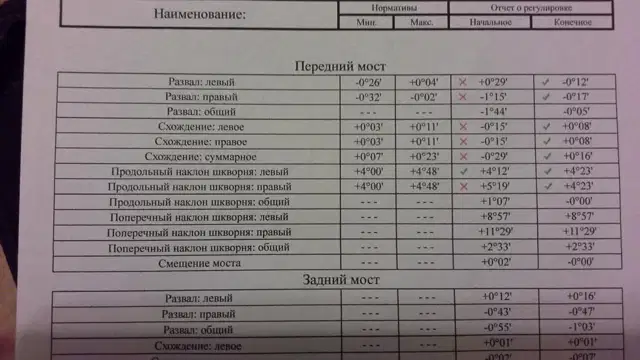 Наименование: Нормативы Отчет о регулировке
Мин. Макс. Начальное Конечное
Передний мост
Развал: левый -0°26' +0°04' ✕ +0°29' ✓ -0°12'
Развал: правый -0°32' -0°02' ✕ -1°15' ✓ -0°17'
Развал: общий --- --- -1°44' -0°05'
Схождение: левое +0°03' +0°11' ✕ -0°15' ✓ +0°08'
Схождение: правое +0°03' +0°11' ✕ -0°15' ✓ +0°08'
Схождение: суммарное +0°07' +0°23' ✕ -0°29' ✓ +0°16'
Продольный наклон шкворня: левый +4°00' +4°48' ✓ +4°12' ✓ +4°23'
Продольный наклон шкворня: правый +4°00' +4°48' ✕ +5°19' ✓ +4°23'
Продольный наклон шкворня: общий --- --- +1°07' -0°00'
Поперечный наклон шкворня: левый --- --- +8°57' +8°57'
Поперечный наклон шкворня: правый --- --- +11°29' +11°29'
Поперечный наклон шкворня: общий --- --- +2°33' +2°33'
Смещение моста --- --- +0°02' -0°00'
Задний мост
Развал: левый --- --- +0°12' +0°16'
Развал: правый --- --- -0°43' -0°47'
Развал: общий --- --- -0°55' -1°03'
Схождение: левое --- --- +0°01' +0°01'